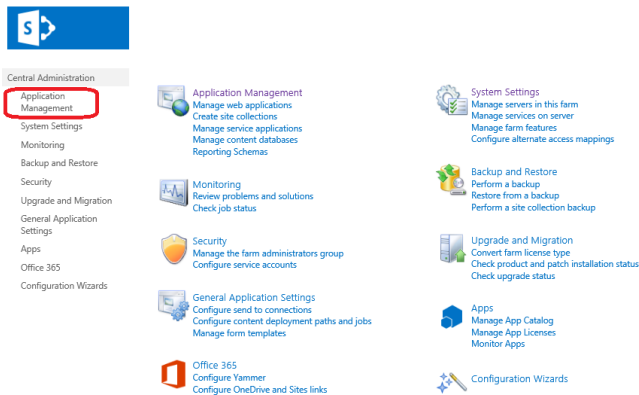 S
Central Administration
Application
Management
System Settings
Monitoring
Backup and Restore
Security
Upgrade and Migration
General Application
Settings
Apps
Office 365
Configuration Wizards
Application Management
Manage web applications
Create site collections
Manage service applications
Manage content databases
Reporting Schemas
Monitoring
Review problems and solutions
Check job status
Security
Manage the farm administrators group
Configure service accounts
General Application Settings
Configure send to connections
Configure content deployment paths and jobs
Manage form templates
Office 365
Configure Yammer
Configure OneDrive and Sites links
System Settings
Manage servers in this farm
Manage services on server
Manage farm features
Configure alternate access mappings
Backup and Restore
Perform a backup
Restore from a backup
Perform a site collection backup
Upgrade and Migration
Convert farm license type
Check product and patch installation status
Check upgrade status
Apps
Manage App Catalog
Manage App Licenses
Monitor Apps
Configuration Wizards